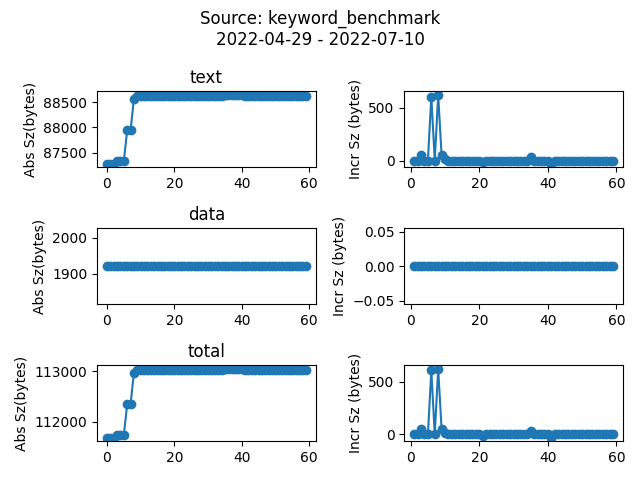 Source: keyword_benchmark
2022-04-29 - 2022-07-10
text
Abs Sz(bytes)
88500
88000
87500
0 20 40 60
Incr Sz (bytes)
500
0
0 20 40 60
data
Abs Sz(bytes)
2000
1900
0 20 40 60
Incr Sz (bytes)
0.05
0.00
−0.05
0 20 40 60
total
Abs Sz(bytes)
113000
112000
0 20 40 60
Incr Sz (bytes)
500
0
0 20 40 60